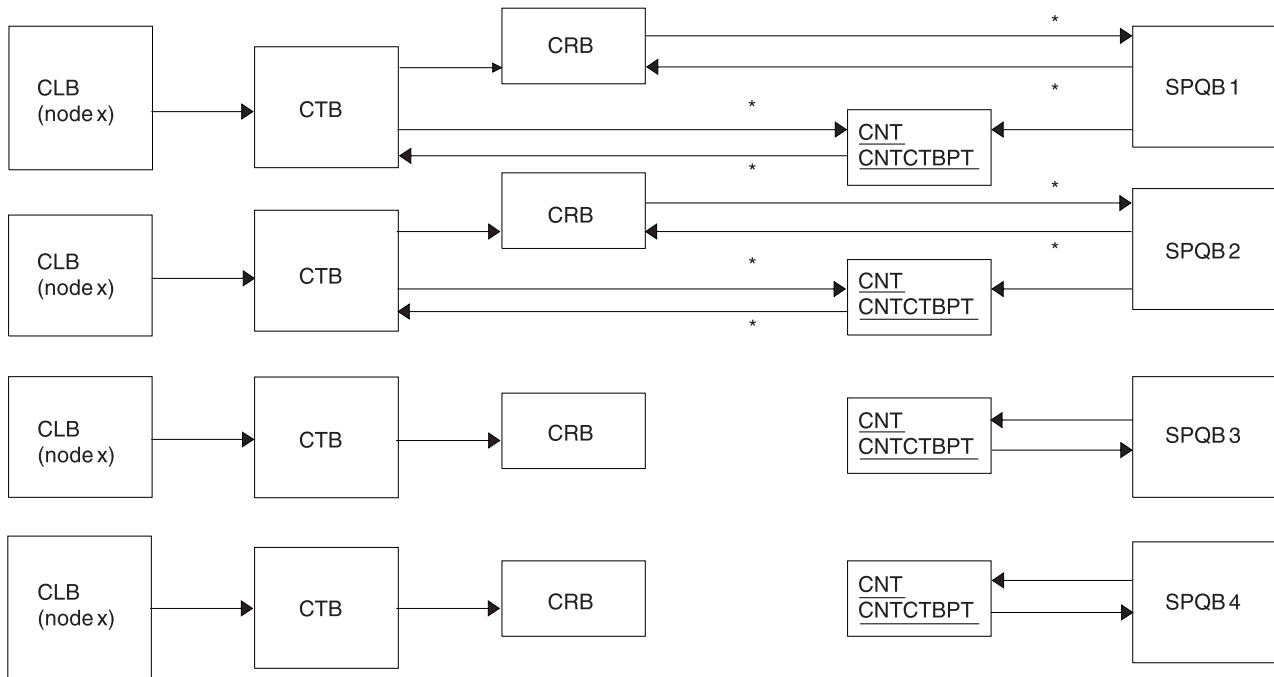 CLB
(node x)
CTB
CRB
*
*
*
*
CNT
CNTCTBPT
SPQB 1
CLB
(node x)
CTB
CRB
*
*
*
*
CNT
CNTCTBPT
SPQB 2
CLB
(node x)
CTB
CRB
CNT
CNTCTBPT
SPQB 3
CLB
(node x)
CTB
CRB
CNT
CNTCTBPT
SPQB 4